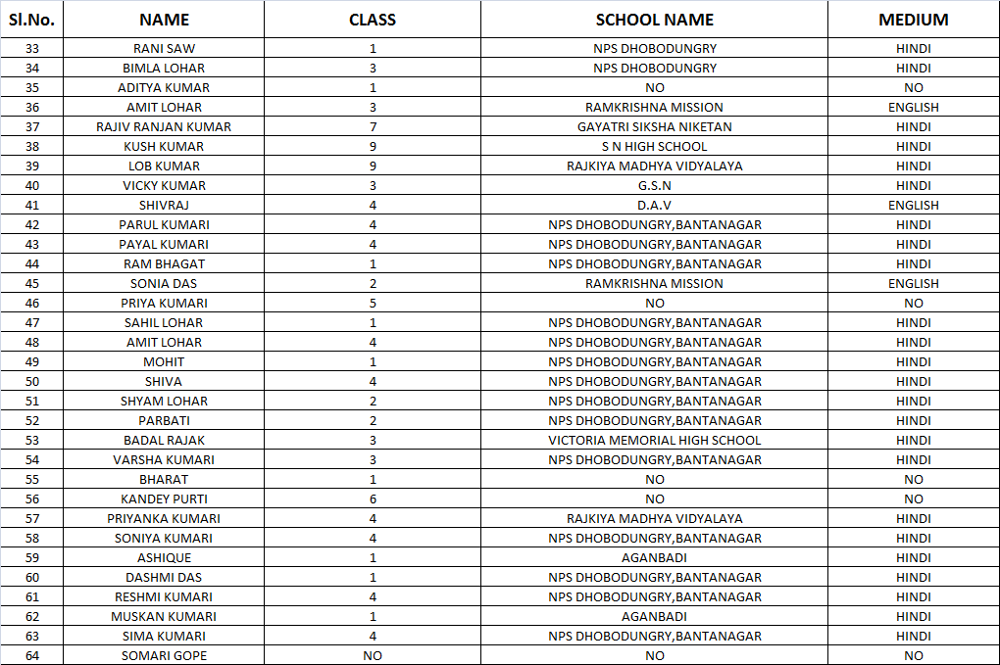 Sl.No. NAME CLASS SCHOOL NAME MEDIUM
33 RANI SAW 1 NPS DHOBODUNGRY HINDI
34 BIMLA LOHAR 3 NPS DHOBODUNGRY HINDI
35 ADITYA KUMAR 1 NO NO
36 AMIT LOHAR 3 RAMKRISHNA MISSION ENGLISH
37 RAJIV RANJAN KUMAR 7 GAYATRI SIKSHA NIKETAN HINDI
38 KUSH KUMAR 9 S N HIGH SCHOOL HINDI
39 LOB KUMAR 9 RAJKIYA MADHYA VIDYALAYA HINDI
40 VICKY KUMAR 3 G.S.N HINDI
41 SHIVRAJ 4 D.A.V ENGLISH
42 PARUL KUMARI 4 NPS DHOBODUNGRY,BANTANAGAR HINDI
43 PAYAL KUMARI 4 NPS DHOBODUNGRY,BANTANAGAR HINDI
44 RAM BHAGAT 1 NPS DHOBODUNGRY,BANTANAGAR HINDI
45 SONIA DAS 2 RAMKRISHNA MISSION ENGLISH
46 PRIYA KUMARI 5 NO NO
47 SAHIL LOHAR 1 NPS DHOBODUNGRY,BANTANAGAR HINDI
48 AMIT LOHAR 4 NPS DHOBODUNGRY,BANTANAGAR HINDI
49 MOHIT 1 NPS DHOBODUNGRY,BANTANAGAR HINDI
50 SHIVA 4 NPS DHOBODUNGRY,BANTANAGAR HINDI
51 SHYAM LOHAR 2 NPS DHOBODUNGRY,BANTANAGAR HINDI
52 PARBATI 2 NPS DHOBODUNGRY,BANTANAGAR HINDI
53 BADAL RAJAK 3 VICTORIA MEMORIAL HIGH SCHOOL HINDI
54 VARSHA KUMARI 3 NPS DHOBODUNGRY,BANTANAGAR HINDI
55 BHARAT 1 NO NO
56 KANDEY PURTI 6 NO NO
57 PRIYANKA KUMARI 4 RAJKIYA MADHYA VIDYALAYA HINDI
58 SONIYA KUMARI 4 NPS DHOBODUNGRY,BANTANAGAR HINDI
59 ASHIQUE 1 AGANBADI HINDI
60 DASHMI DAS 1 NPS DHOBODUNGRY,BANTANAGAR HINDI
61 RESHMI KUMARI 4 NPS DHOBODUNGRY,BANTANAGAR HINDI
62 MUSKAN KUMARI 1 AGANBADI HINDI
63 SIMA KUMARI 4 NPS DHOBODUNGRY,BANTANAGAR HINDI
64 SOMARI GOPE NO NO NO